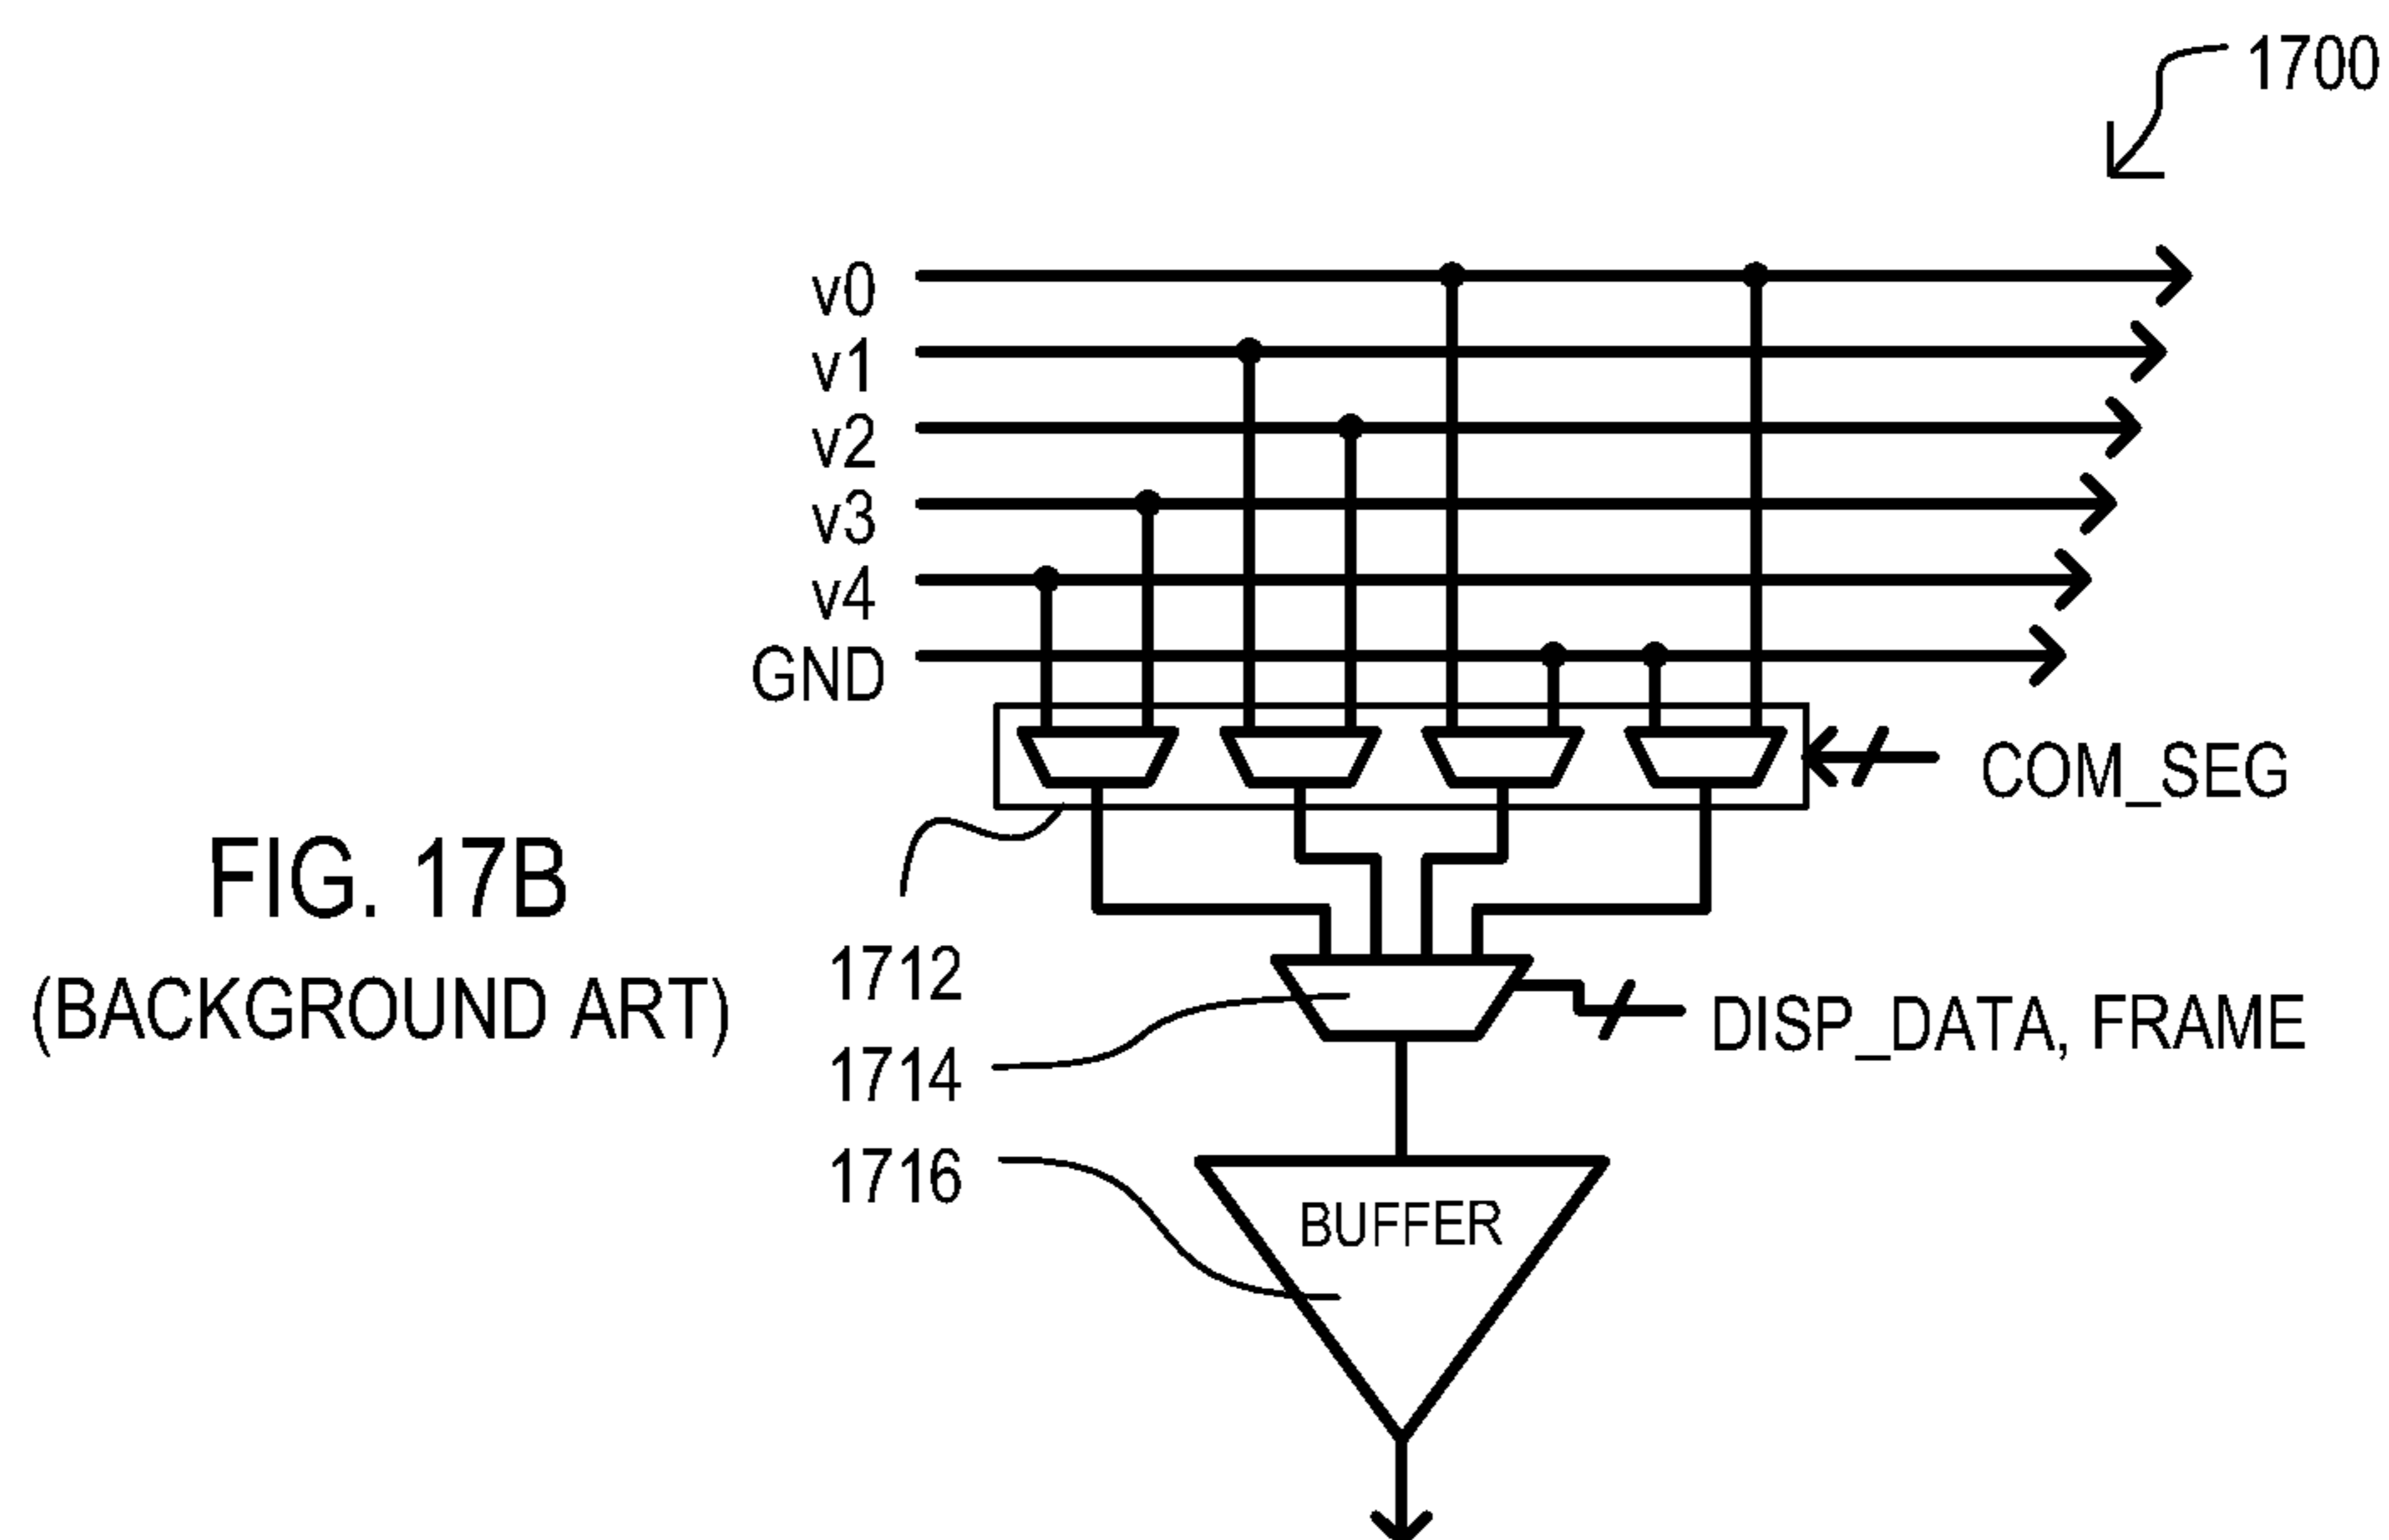 1700
v0
v1
v2
v3
v4
GND
COM_SEG
FIG. 17B
(BACKGROUND ART)
1712
1714
1716
DISP_DATA, FRAME
BUFFER